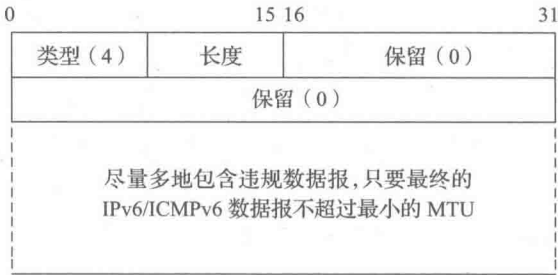 0 15 16 31
类型（4） 长度 保留（0）
保留（0）
尽量多地包含违规数据报，只要最终的
IPv6/ICMPv6 数据报不超过最小的 MTU